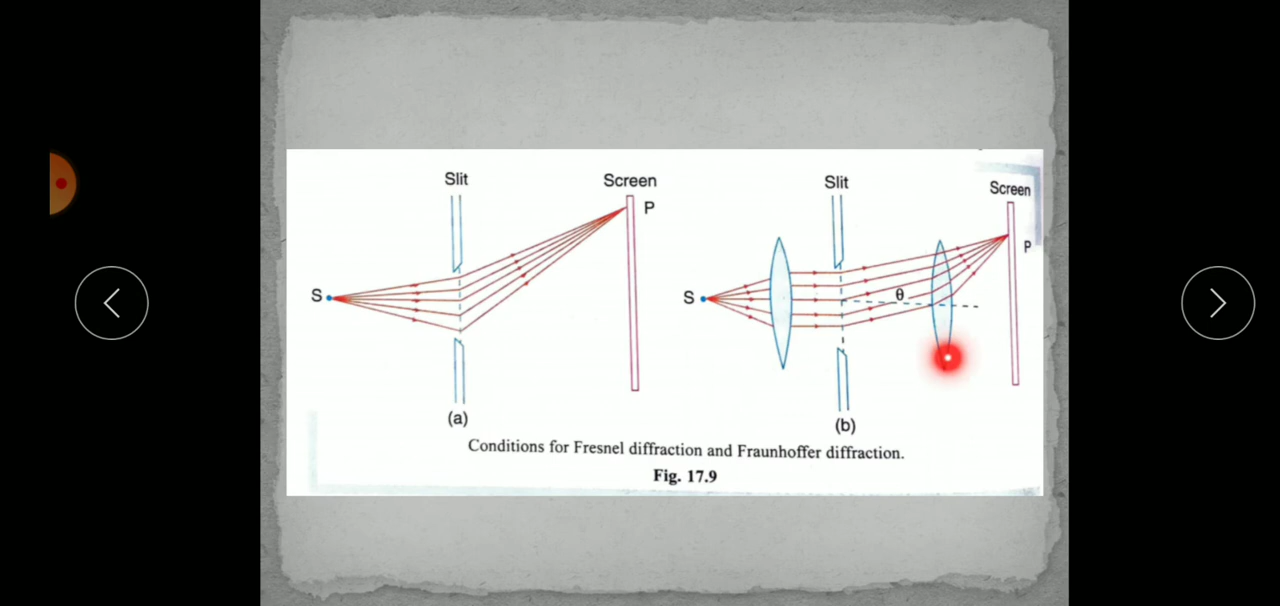 Slit
Screen
P
S
(a)
Slit
Screen
P
S
θ
(b)
Conditions for Fresnel diffraction and Fraunhoffer diffraction.
Fig. 17.9